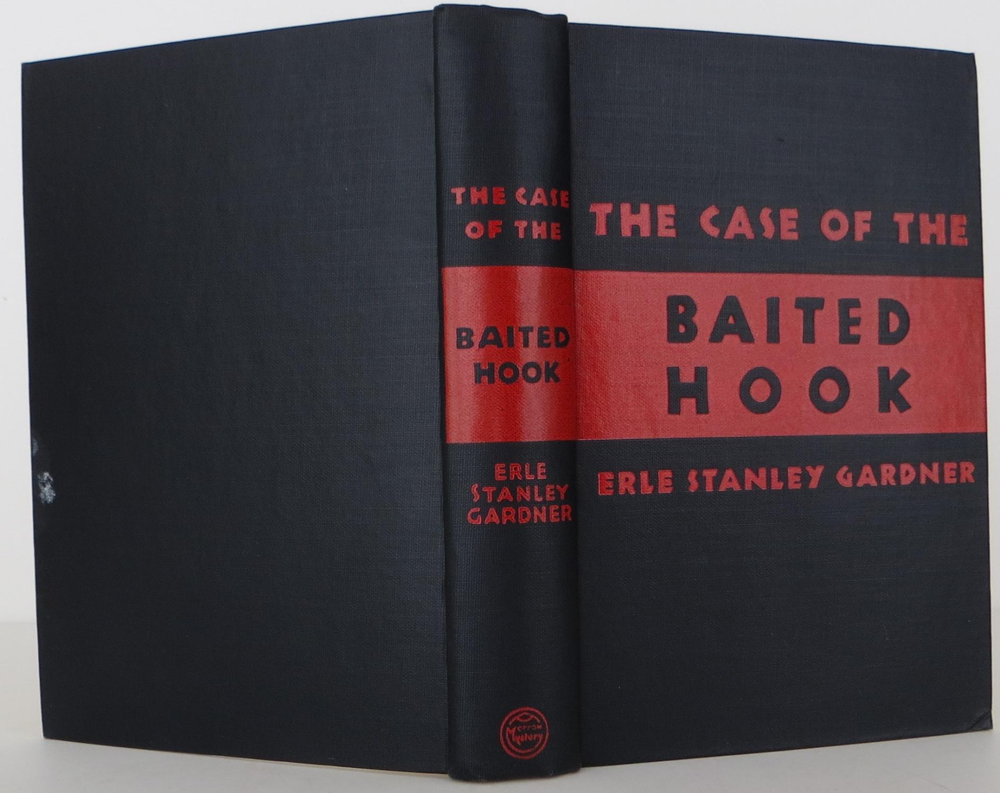 THE CASE
OF THE
BAITED
HOOK
ERLE
STANLEY
GARDNER
Morrow
Mystery
THE CASE OF THE
BAITED
HOOK
ERLE STANLEY GARDNER